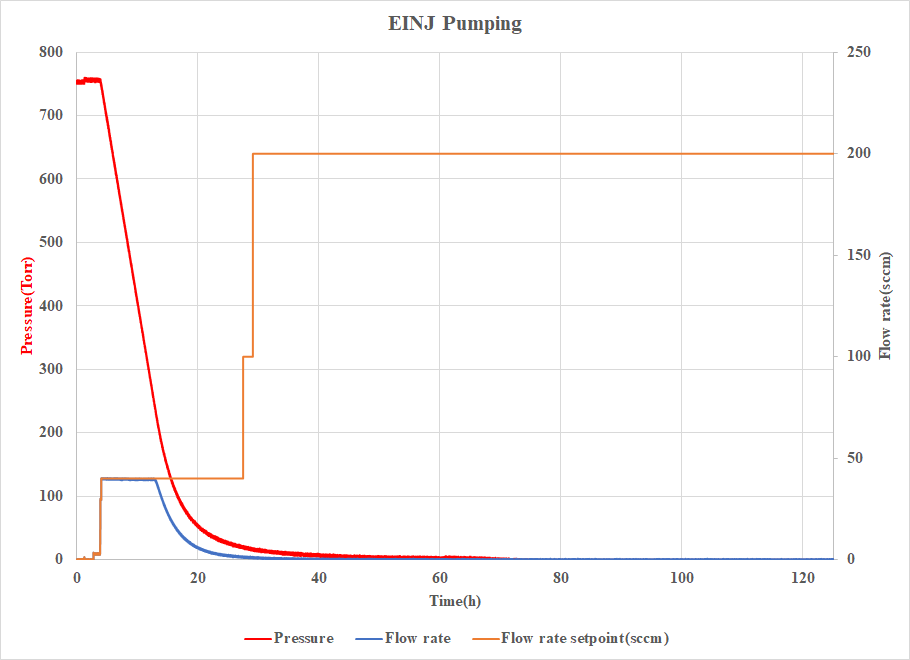 EINJ Pumping
800
700
600
500
400
300
200
100
0
Pressure(Torr)
250
200
150
100
50
0
Flow rate(sccm)
0 20 40 60 80 100 120
Time(h)
Pressure Flow rate Flow rate setpoint(sccm)